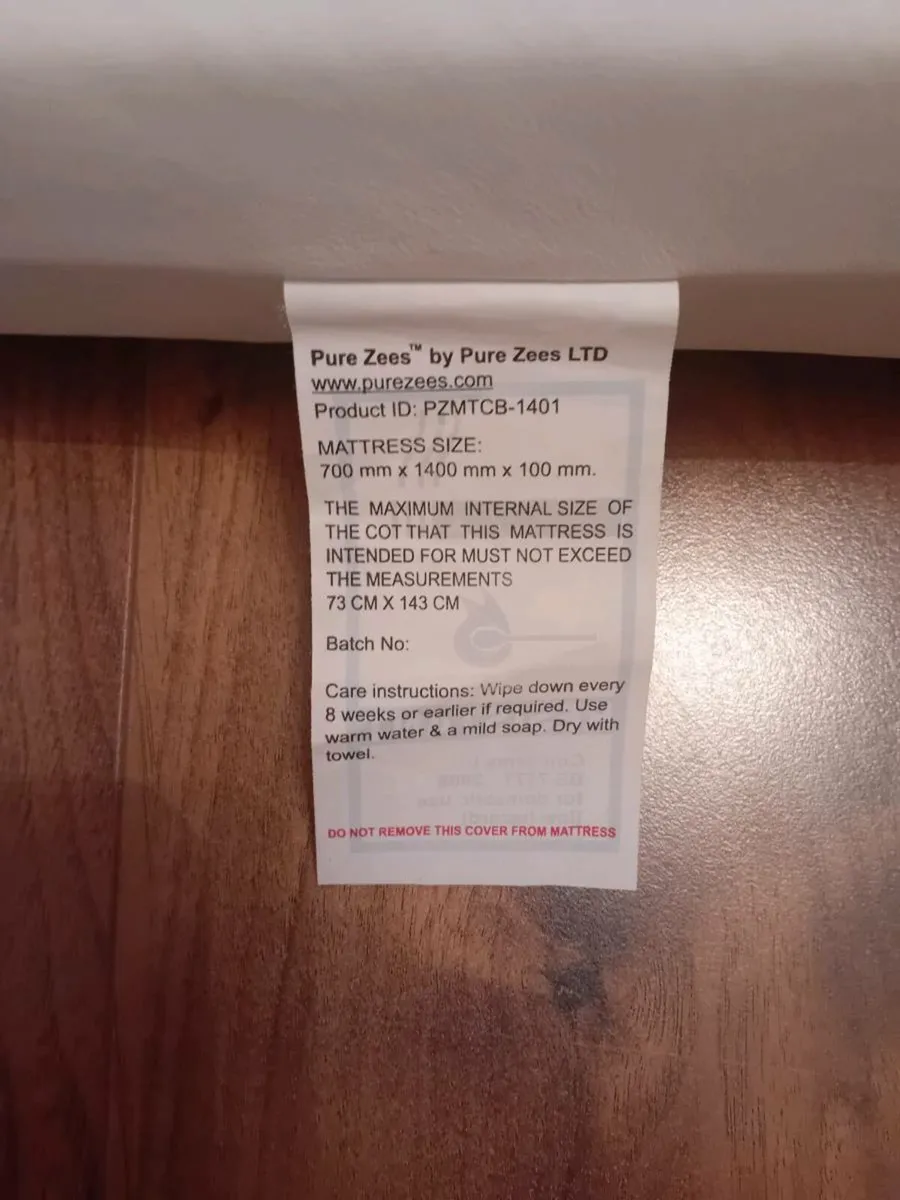 Pure Zees™ by Pure Zees LTD
www.purezees.com
Product ID: PZMTCB-1401
MATTRESS SIZE:
700 mm x 1400 mm x 100 mm.
THE MAXIMUM INTERNAL SIZE OF
THE COT THAT THIS MATTRESS IS
INTENDED FOR MUST NOT EXCEED
THE MEASUREMENTS
73 CM X 143 CM
Batch No:
Care instructions: Wipe down every
8 weeks or earlier if required. Use
warm water & a mild soap. Dry with
towel.
DO NOT REMOVE THIS COVER FROM MATTRESS